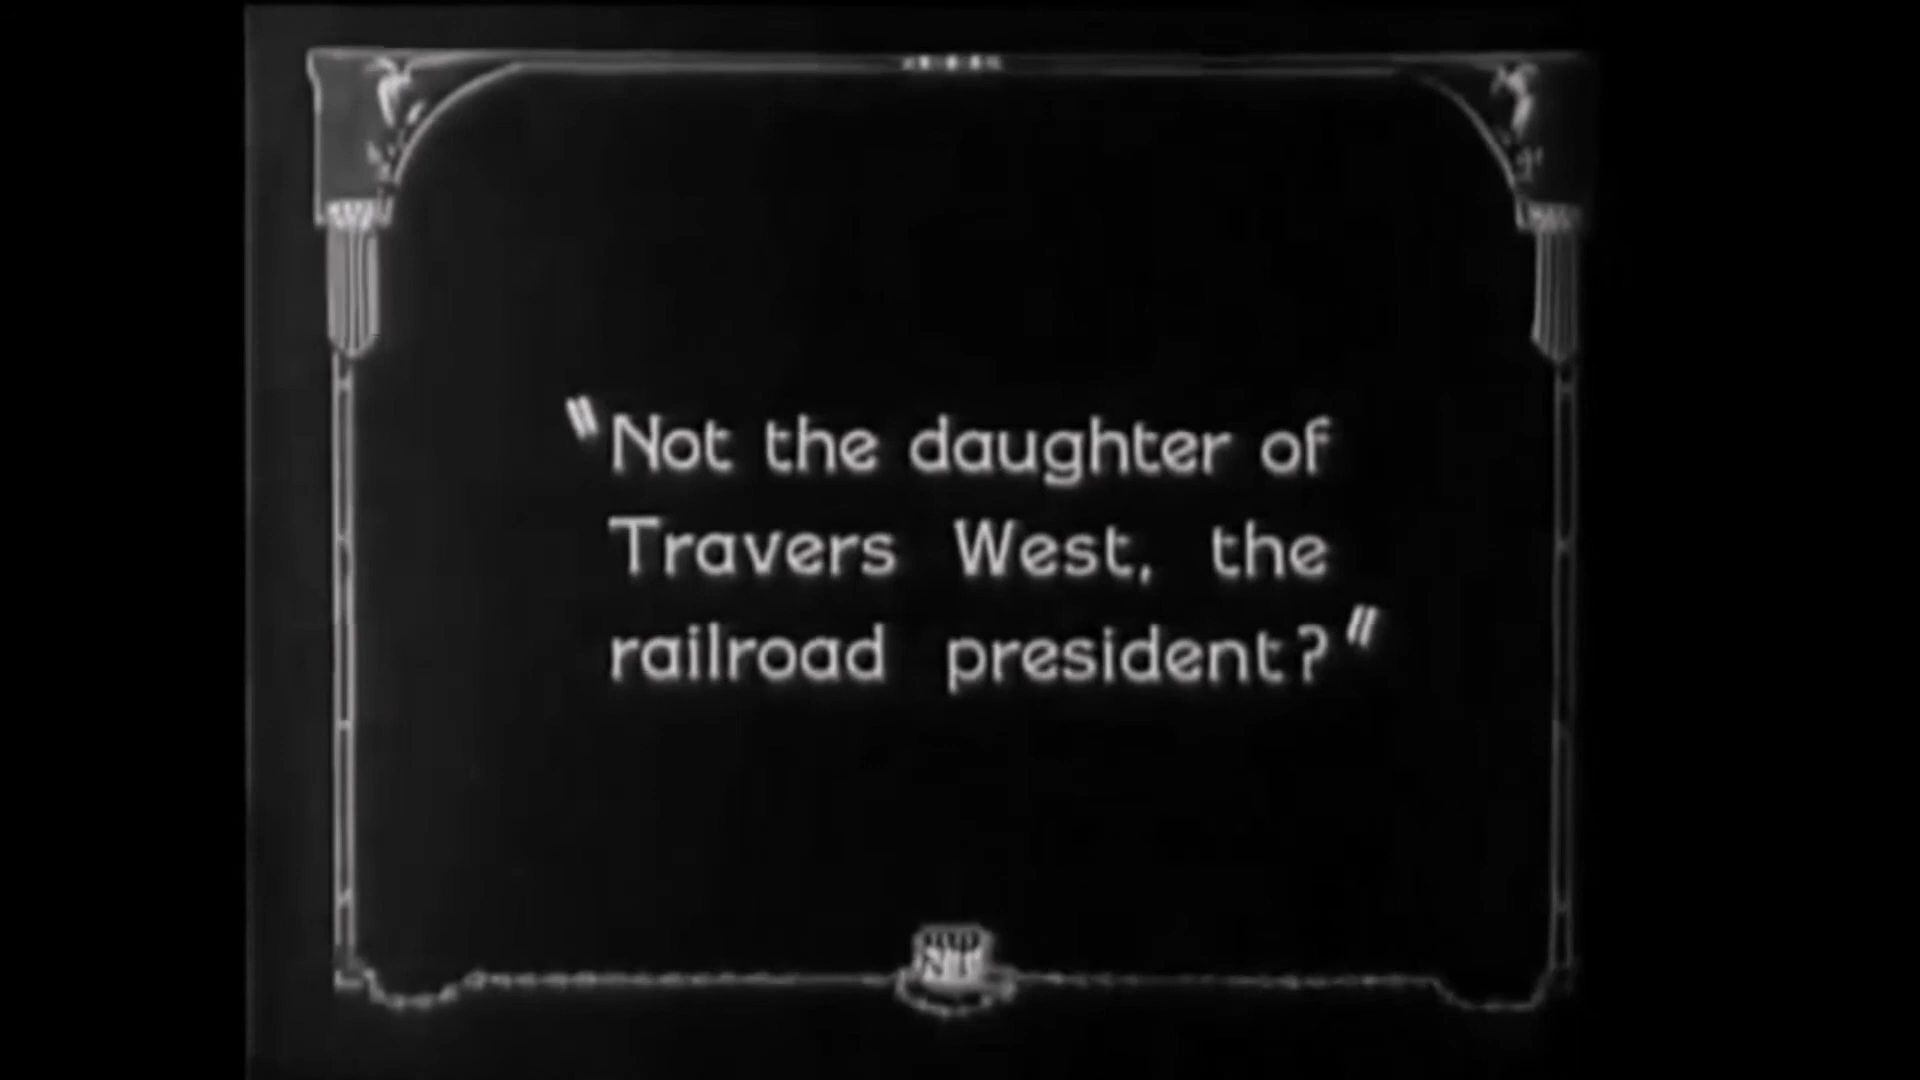 "Not the daughter of
Travers West, the
railroad president?"